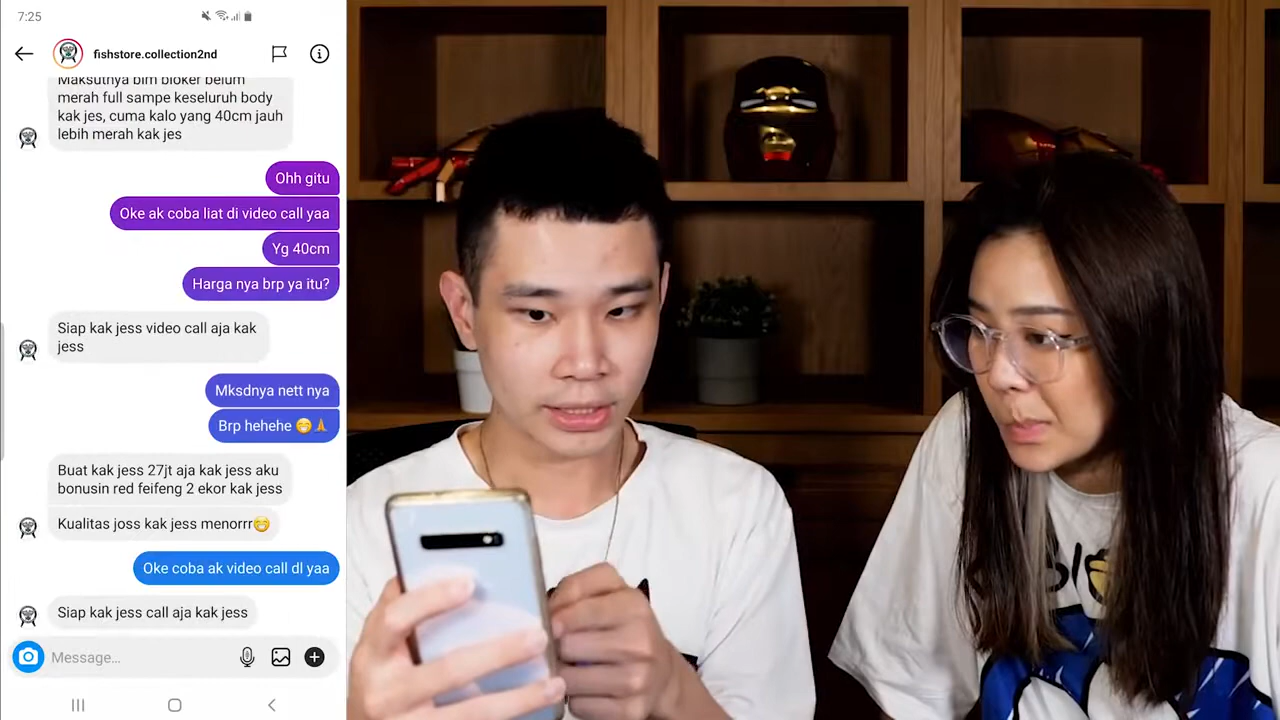 7:25
fishstore.collection2nd
Maksutnya blm bloker belum
merah full sampe keseluruh body
kak jes, cuma kalo yang 40cm jauh
lebih merah kak jes
Ohh gitu
Oke ak coba liat di video call yaa
Yg 40cm
Harga nya brp ya itu?
Siap kak jess video call aja kak
jess
Mksdnya nett nya
Brp hehehe 😁🙏
Buat kak jess 27jt aja kak jess aku
bonusin red feifeng 2 ekor kak jess
Kualitas joss kak jess menorrr😁
Oke coba ak video call dl yaa
Siap kak jess call aja kak jess
Message...